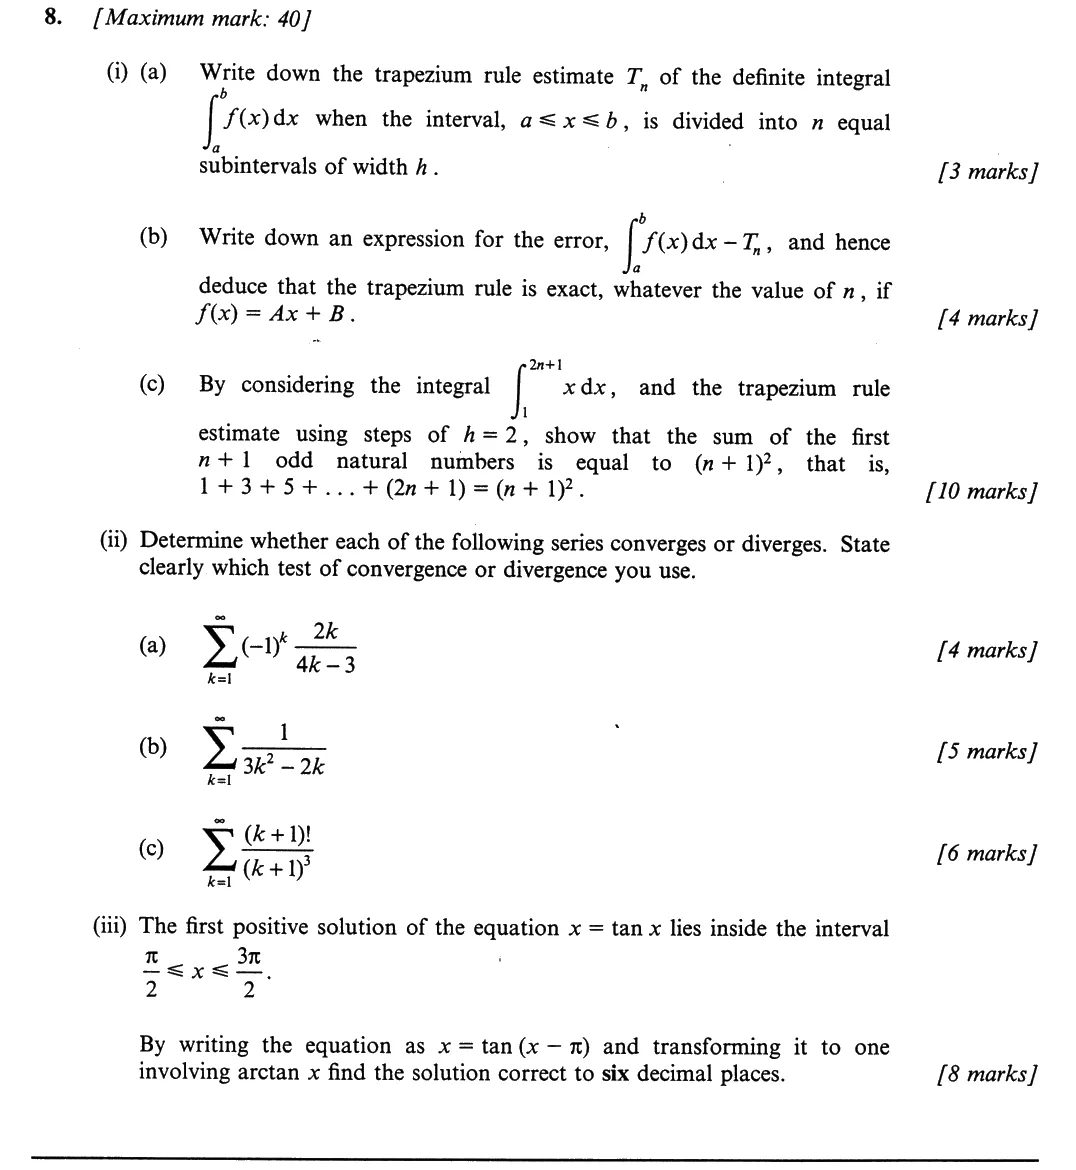 8. [Maximum mark: 40]
(i) (a) Write down the trapezium rule estimate Tₙ of the definite integral
∫ₐᵇ f(x) dx when the interval, a ⩽ x ⩽ b, is divided into n equal
subintervals of width h. [3 marks]
(b) Write down an expression for the error, ∫ₐᵇ f(x) dx − Tₙ, and hence
deduce that the trapezium rule is exact, whatever the value of n, if
f(x) = Ax + B. [4 marks]
(c) By considering the integral ∫₁²ⁿ⁺¹ x dx, and the trapezium rule
estimate using steps of h = 2, show that the sum of the first
n + 1 odd natural numbers is equal to (n + 1)², that is,
1 + 3 + 5 + ... + (2n + 1) = (n + 1)². [10 marks]
(ii) Determine whether each of the following series converges or diverges. State
clearly which test of convergence or divergence you use.
(a) ∞ ∑ k=1 (−1)ᵏ 2k / 4k − 3 [4 marks]
(b) ∞ ∑ k=1 1 / 3k² − 2k [5 marks]
(c) ∞ ∑ k=1 (k + 1)! / (k + 1)³ [6 marks]
(iii) The first positive solution of the equation x = tan x lies inside the interval
π/2 ⩽ x ⩽ 3π/2.
By writing the equation as x = tan (x − π) and transforming it to one
involving arctan x find the solution correct to six decimal places. [8 marks]